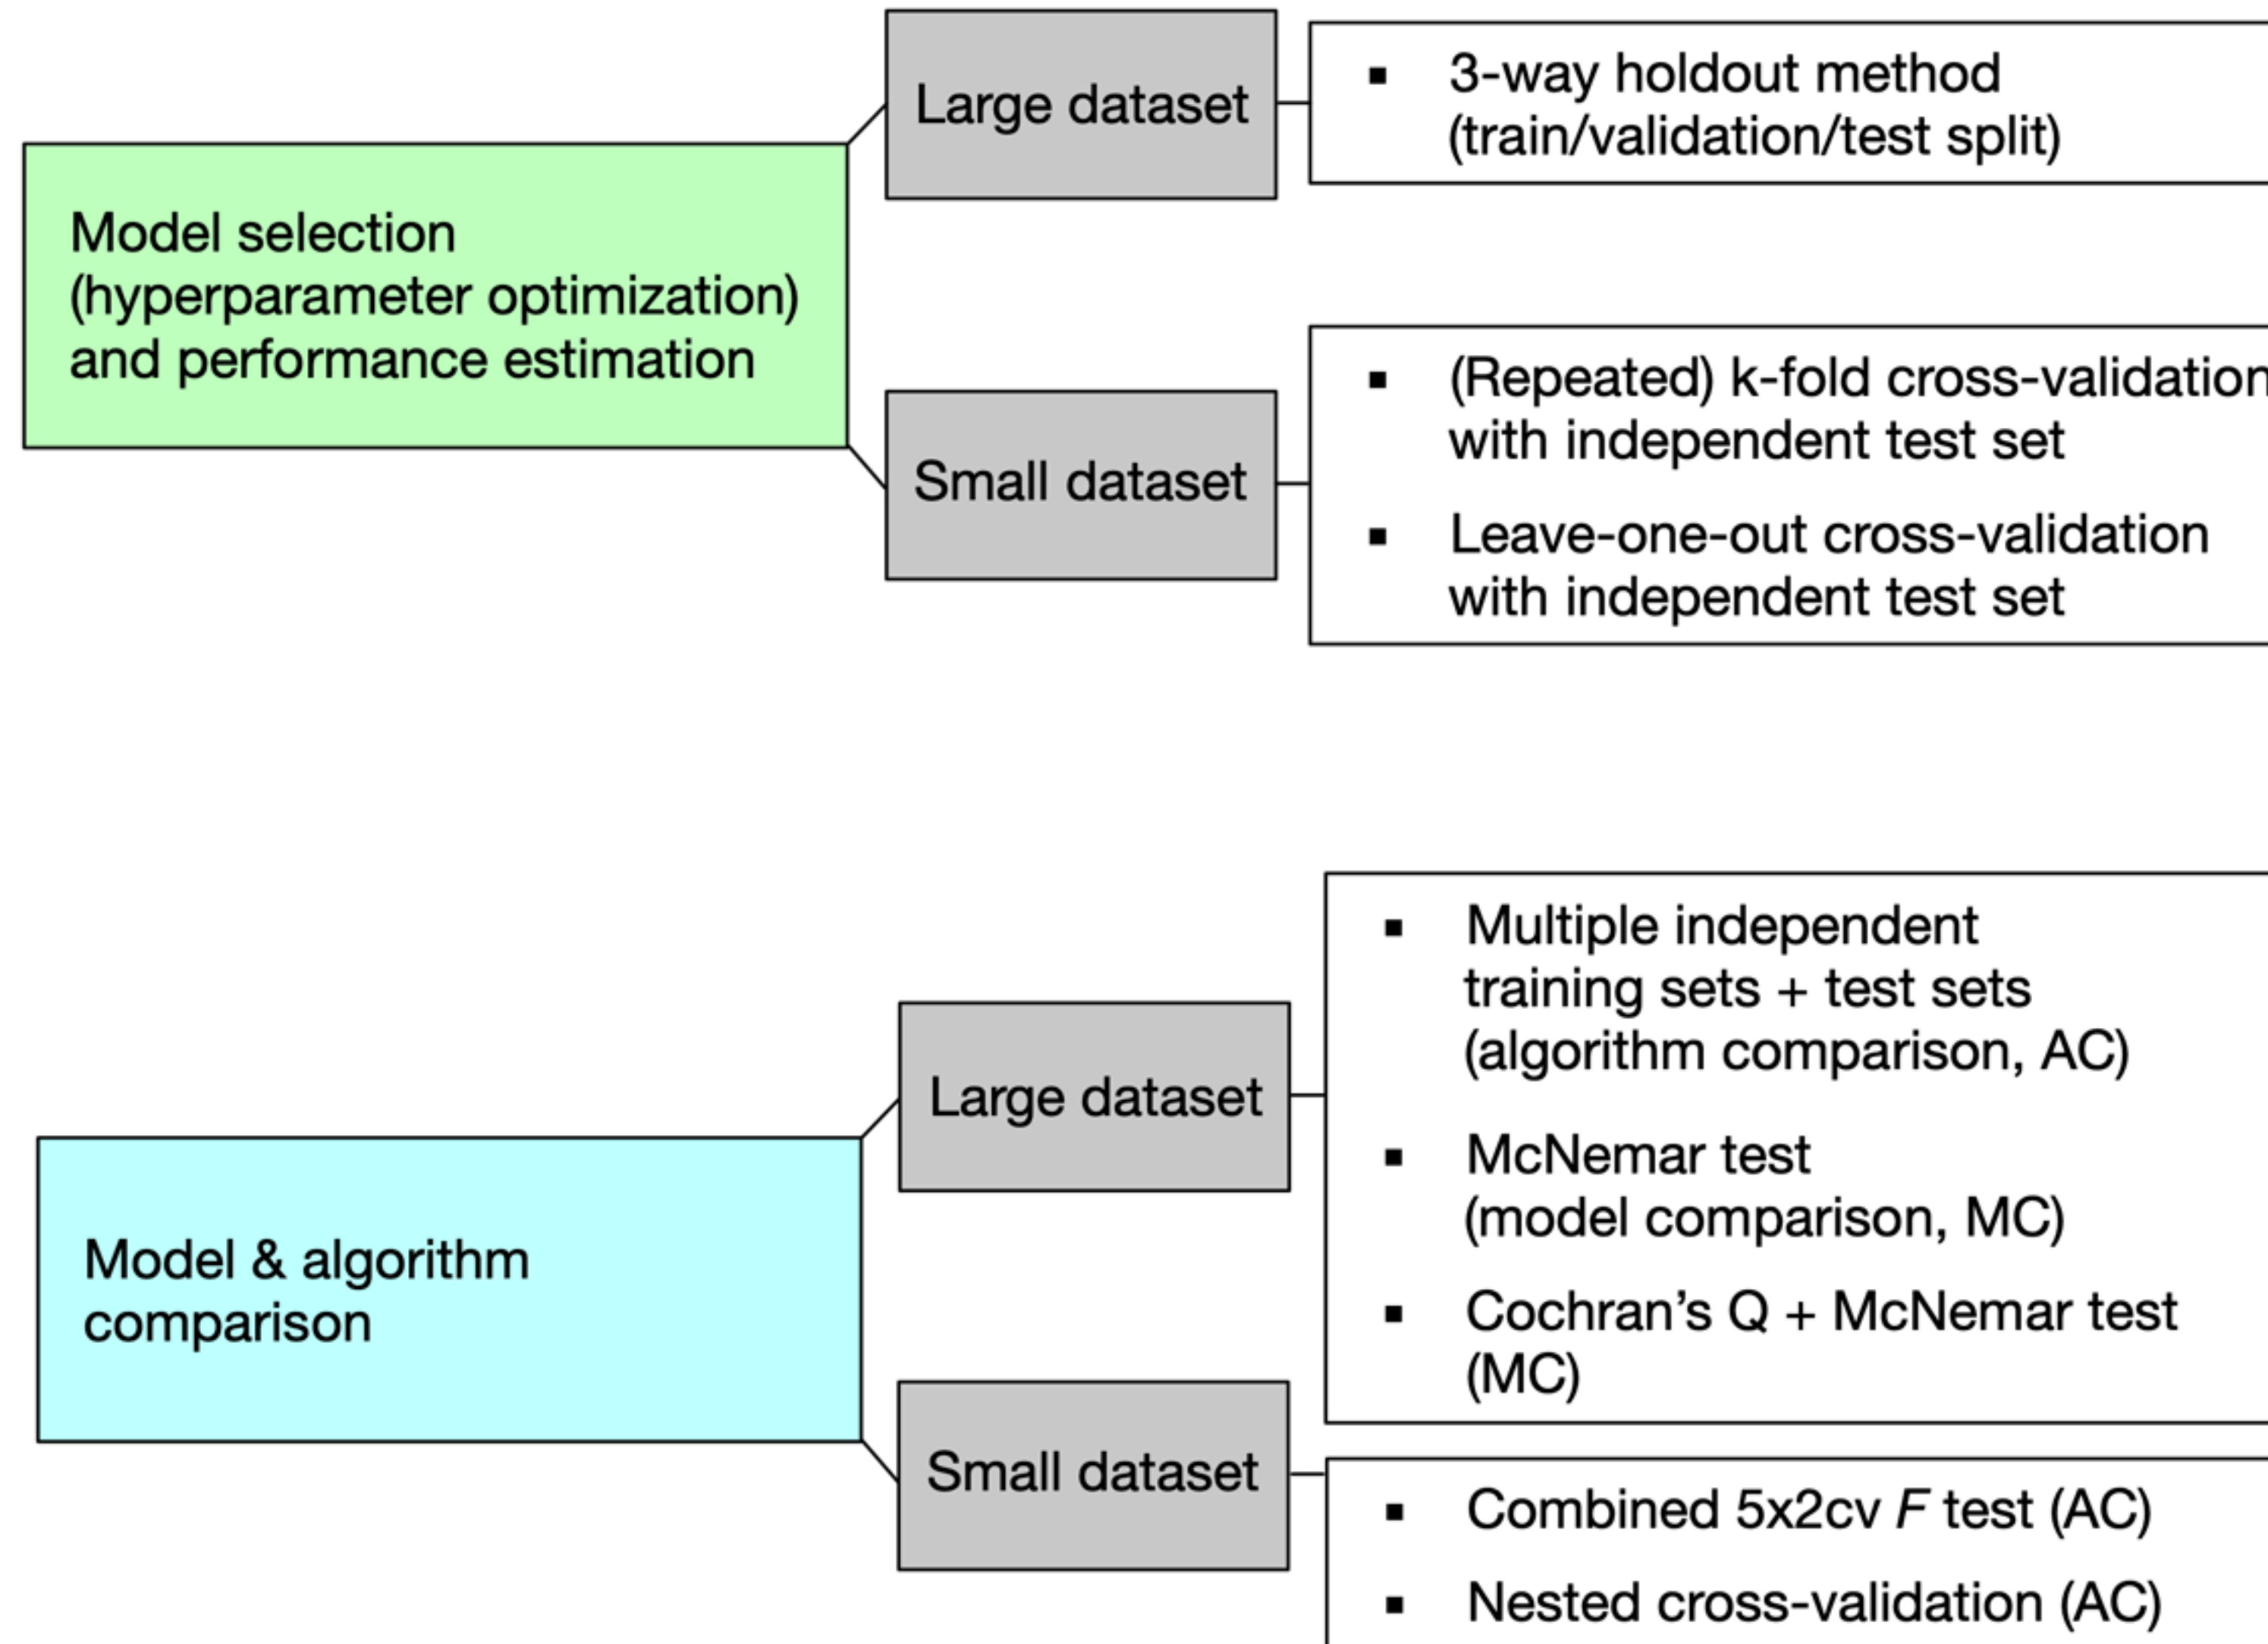 Large dataset
▪ 3-way holdout method
(train/validation/test split)
Model selection
(hyperparameter optimization)
and performance estimation
Small dataset
▪ (Repeated) k-fold cross-validation
with independent test set
▪ Leave-one-out cross-validation
with independent test set
Large dataset
▪ Multiple independent
training sets + test sets
(algorithm comparison, AC)
▪ McNemar test
(model comparison, MC)
▪ Cochran’s Q + McNemar test
(MC)
Model & algorithm
comparison
Small dataset
▪ Combined 5x2cv F test (AC)
▪ Nested cross-validation (AC)